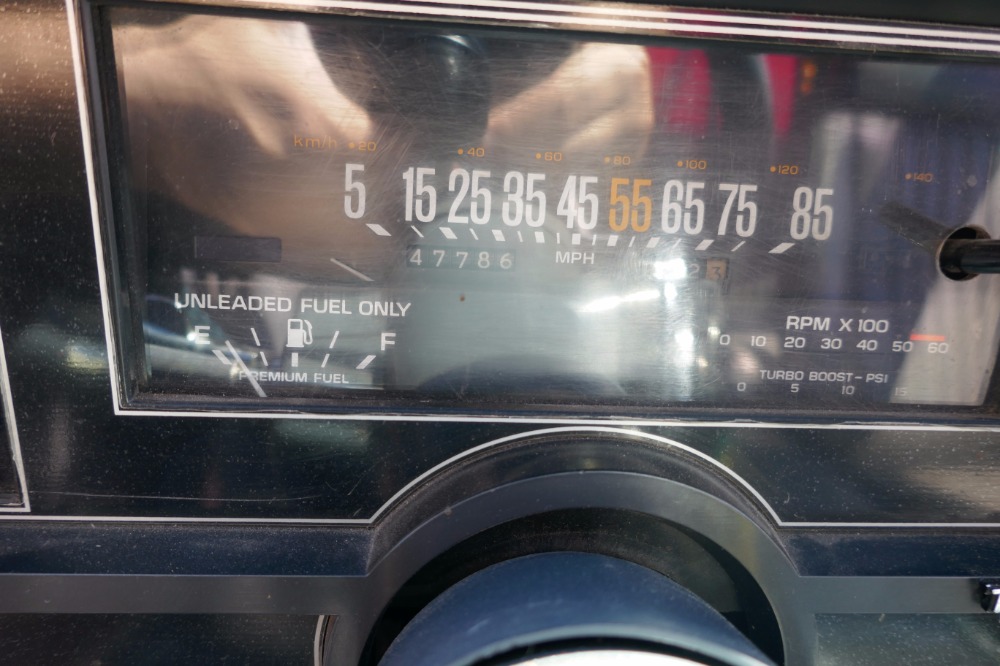 km/h 20 40 60 80 100 120 140
5 15 25 35 45 55 65 75 85
47786 MPH 23
UNLEADED FUEL ONLY
E F
PREMIUM FUEL
RPM X 100
0 10 20 30 40 50 60
TURBO BOOST-PSI
0 5 10 15